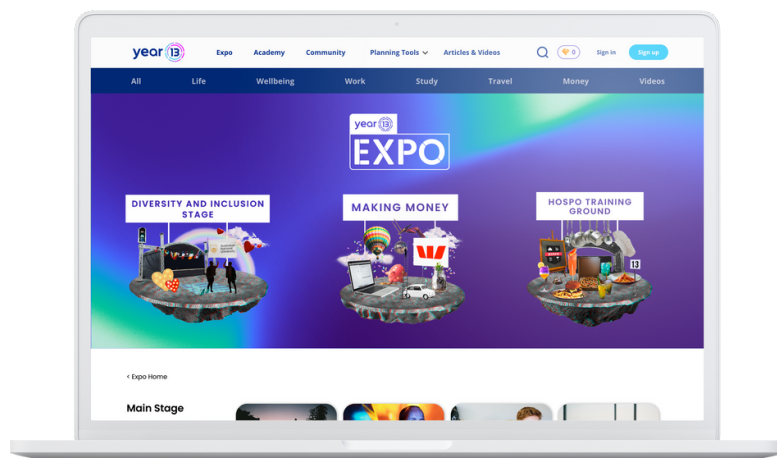 year 13
Expo
Academy
Community
Planning Tools
Articles & Videos
0
Sign in
Sign up
All
Life
Wellbeing
Work
Study
Travel
Money
Videos
year 13
EXPO
DIVERSITY AND INCLUSION
STAGE
MAKING MONEY
HOSPO TRAINING
GROUND
13
< Expo Home
Main Stage